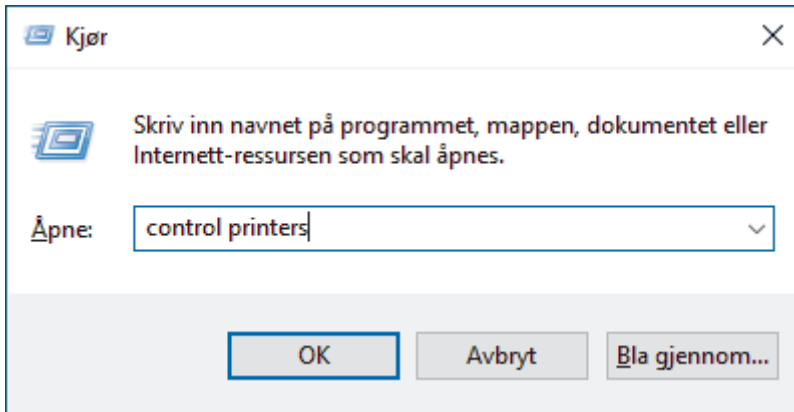 Kjør
Skriv inn navnet på programmet, mappen, dokumentet eller
Internett-ressursen som skal åpnes.
Åpne: control printers
OK Avbryt Bla gjennom...